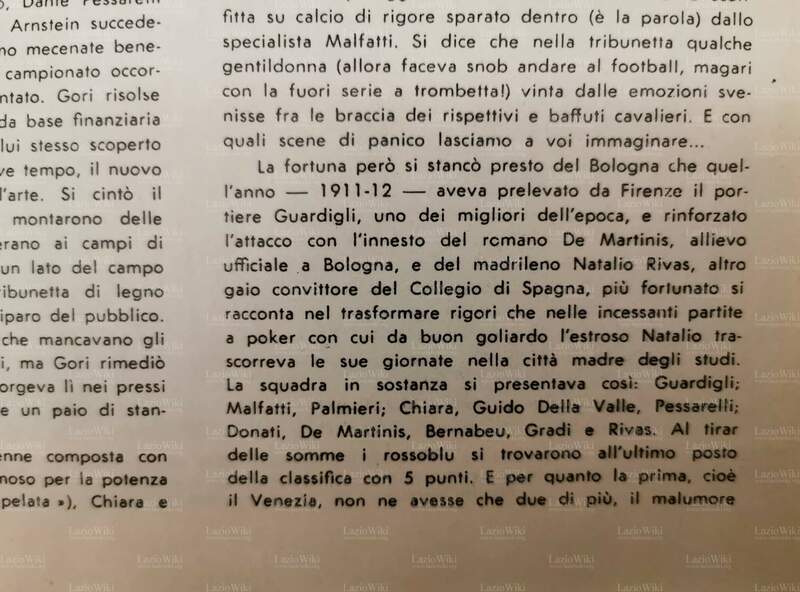 Dante Pessarelli
Arnstein succede-
no mecenate bene-
campionato occor-
ntato. Gori risolse
da base finanziaria
lui stesso scoperto
ve tempo, il nuovo
l'arte. Si cintò il
montarono delle
erano ai campi di
un lato del campo
ribunetta di legno
iparo del pubblico.
che mancavano gli
i, ma Gori rimediò
orgeva lì nei pressi
e un paio di stan-
enne composta con
moso per la potenza
pelata »), Chiara e
fitta su calcio di rigore sparato dentro (è la parola) dallo
specialista Malfatti. Si dice che nella tribunetta qualche
gentildonna (allora faceva snob andare al football, magari
con la fuori serie a trombetta!) vinta dalle emozioni sve-
nisse fra le braccia dei rispettivi e baffuti cavalieri. E con
quali scene di panico lasciamo a voi immaginare...
La fortuna però si stancò presto del Bologna che quel-
l'anno — 1911-12 — aveva prelevato da Firenze il por-
tiere Guardigli, uno dei migliori dell'epoca, e rinforzato
l'attacco con l'innesto del romano De Martinis, allievo
ufficiale a Bologna, e del madrileno Natalio Rivas, altro
gaio convittore del Collegio di Spagna, più fortunato si
racconta nel trasformare rigori che nelle incessanti partite
a poker con cui da buon goliardo l'estroso Natalio tra-
scorreva le sue giornate nella città madre degli studi.
La squadra in sostanza si presentava così: Guardigli;
Malfatti, Palmieri; Chiara, Guido Della Valle, Pessarelli;
Donati, De Martinis, Bernabeu, Gradi e Rivas. Al tirar
delle somme i rossoblu si trovarono all'ultimo posto
della classifica con 5 punti. E per quanto la prima, cioè
il Venezia, non ne avesse che due di più, il malumore
LazioWiki